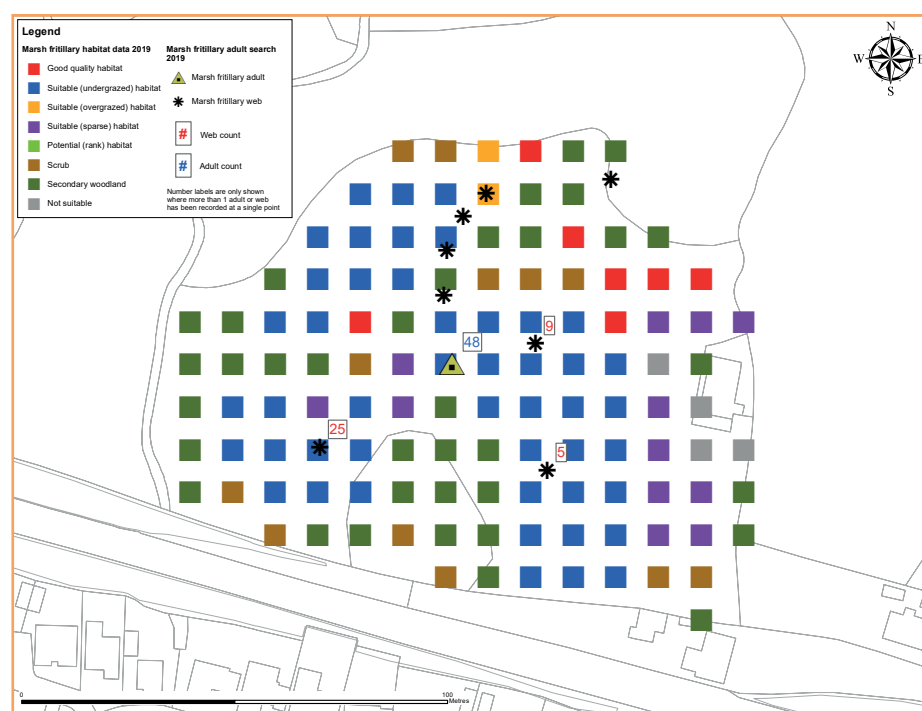 Legend
Marsh fritillary habitat data 2019
Good quality habitat
Suitable (undergrazed) habitat
Suitable (overgrazed) habitat
Suitable (sparse) habitat
Potential (rank) habitat
Scrub
Secondary woodland
Not suitable
Marsh fritillary adult search
2019
Marsh fritillary adult
Marsh fritillary web
# Web count
# Adult count
Number labels are only shown
where more than 1 adult or web
has been recorded at a single point
N
W E
S
9
48
25
5
0 100
Metres